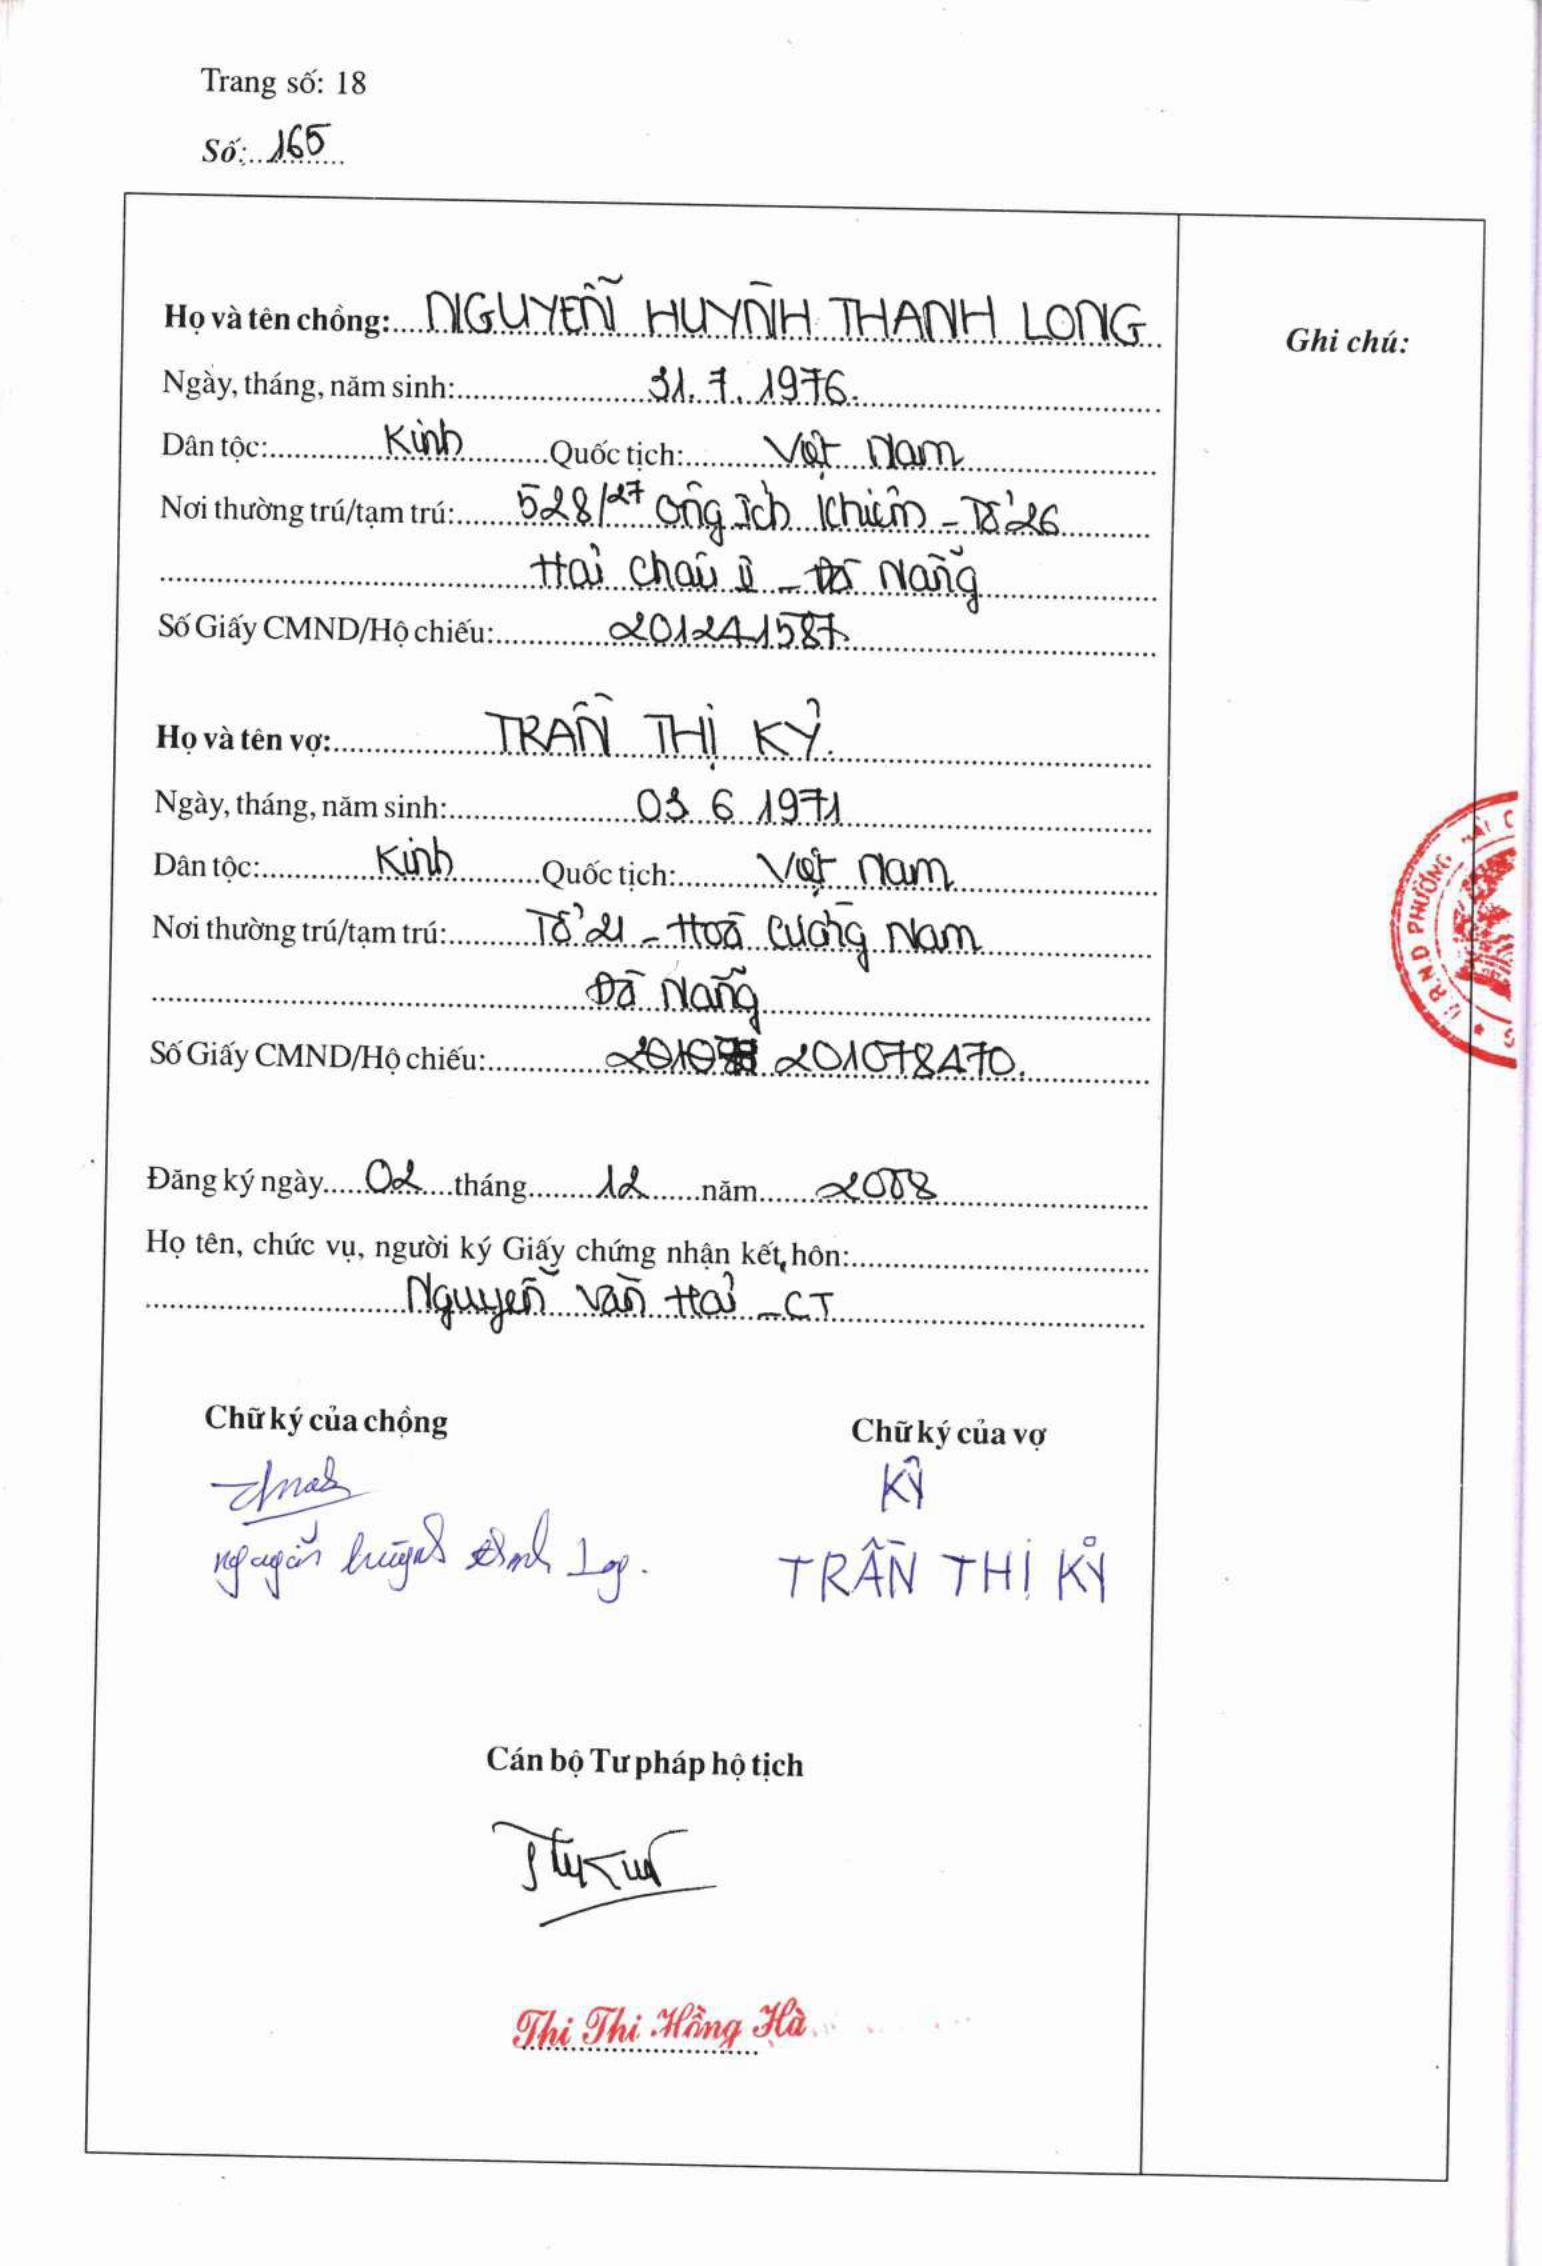 Trang số: 18
Số: 165
Họ và tên chồng: NGUYỄN HUỲNH THANH LONG
Ghi chú:
Ngày, tháng, năm sinh: 31.7.1976.
Dân tộc: Kinh Quốc tịch: Việt Nam
Nơi thường trú/tạm trú: 528/27 Ông Ích Khiêm - Tổ 26
Hải Châu II - Đà Nẵng
Số Giấy CMND/Hộ chiếu: 201241587
Họ và tên vợ: TRẦN THỊ KỶ.
Ngày, tháng, năm sinh: 03 6 1971
Dân tộc: Kinh Quốc tịch: Việt Nam
Nơi thường trú/tạm trú: Tổ 21 - Hoà Cường Nam
Đà Nẵng
Số Giấy CMND/Hộ chiếu: 201078470.
U.B.N.D PHƯỜNG HẢI C
Đăng ký ngày 02 tháng 12 năm 2008
Họ tên, chức vụ, người ký Giấy chứng nhận kết hôn:
Nguyễn Văn Hải - CT
Chữ ký của chồng
Chữ ký của vợ
Kỷ
nguyễn huỳnh thanh Long.
TRẦN THỊ KỶ
Cán bộ Tư pháp hộ tịch
Thi Thi Hồng Hà